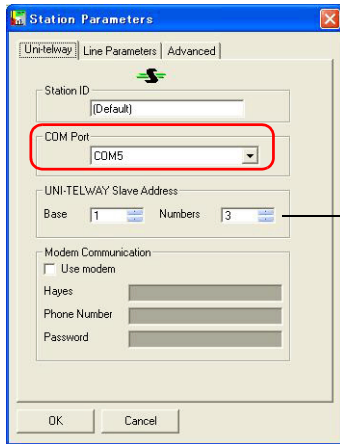 Station Parameters
Uni-telway Line Parameters Advanced
Station ID
(Default)
COM Port
COM5
UNI-TELWAY Slave Address
Base 1 Numbers 3
Modem Communication
Use modem
Hayes
Phone Number
Password
OK Cancel